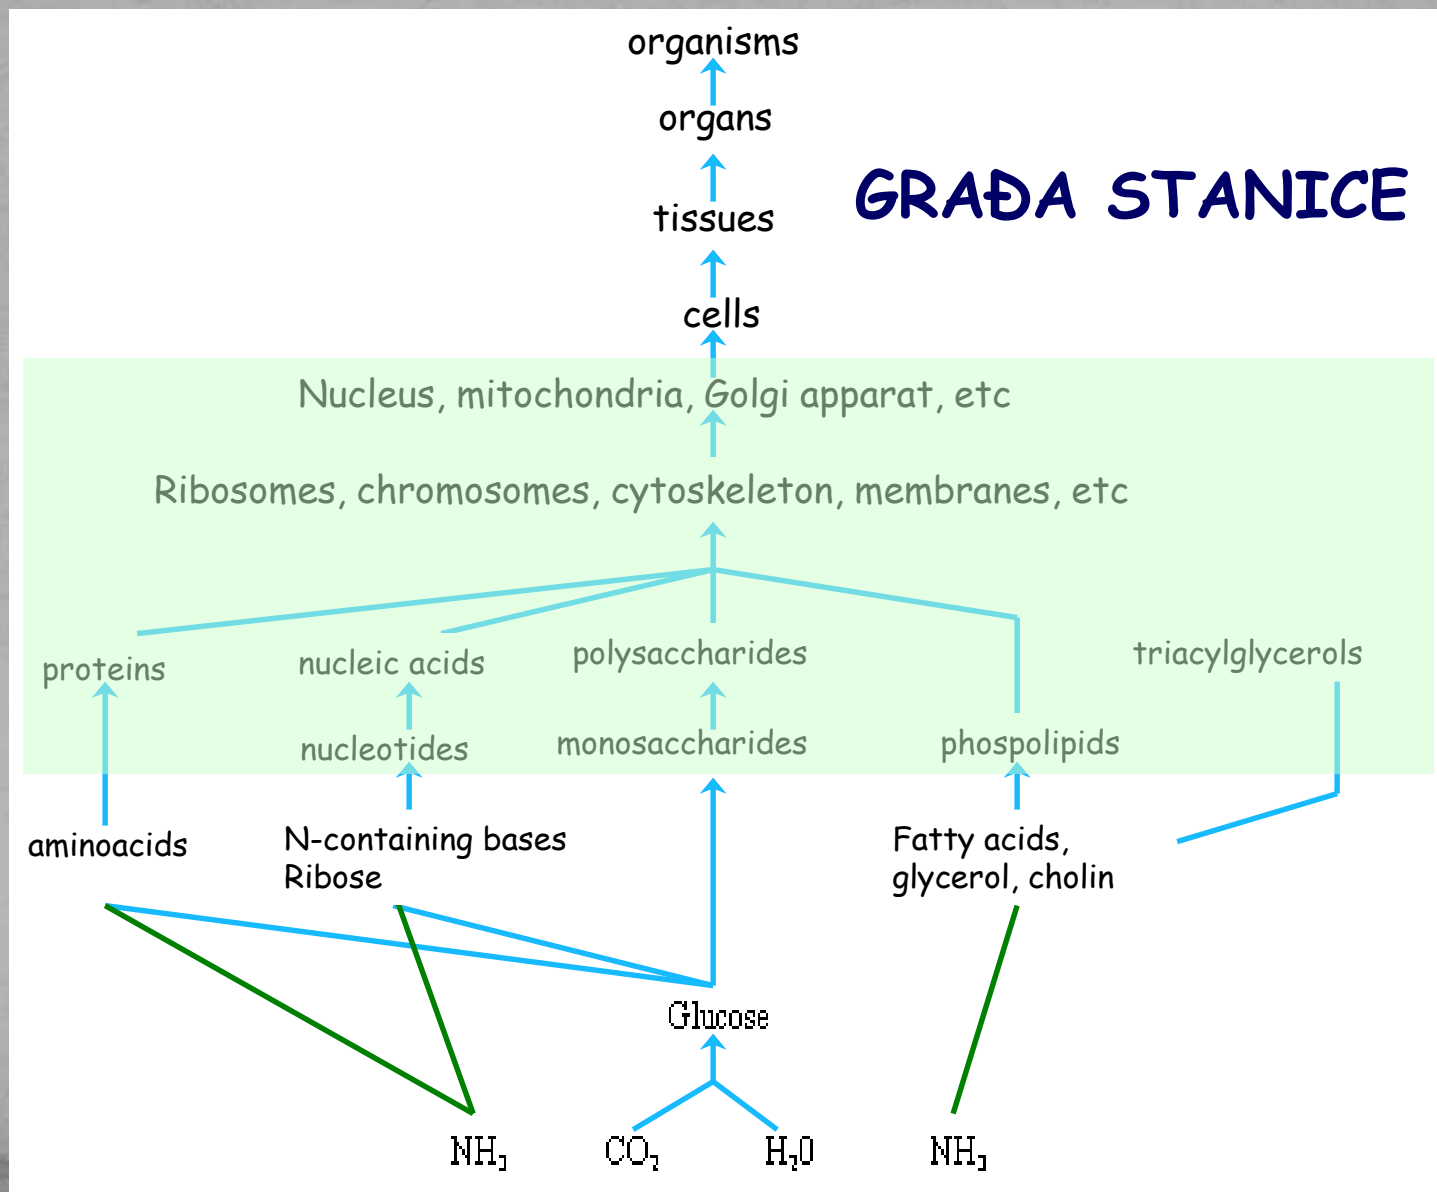 organisms
organs
GRAĐA STANICE
tissues
cells
Nucleus, mitochondria, Golgi apparat, etc
Ribosomes, chromosomes, cytoskeleton, membranes, etc
proteins
nucleic acids
polysaccharides
triacylglycerols
nucleotides
monosaccharides
phospolipids
aminoacids
N-containing bases
Ribose
Fatty acids,
glycerol, cholin
Glucose
NH₃
CO₂
H₂0
NH₃